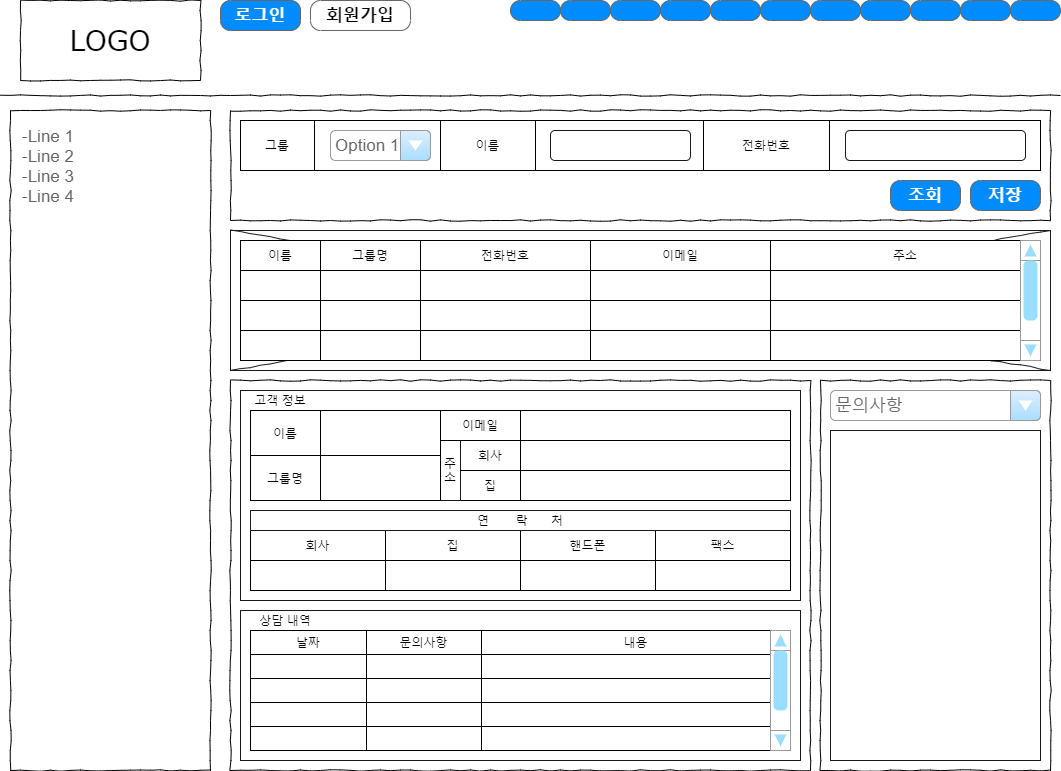 LOGO
로그인 회원가입
-Line 1
-Line 2
-Line 3
-Line 4
그룹 Option 1 이름 전화번호
조회 저장
이름 그룹명 전화번호 이메일 주소
고객 정보
이름 이메일
주소 회사
그룹명 집
연 락 처
회사 집 핸드폰 팩스
상담 내역
날짜 문의사항 내용
문의사항